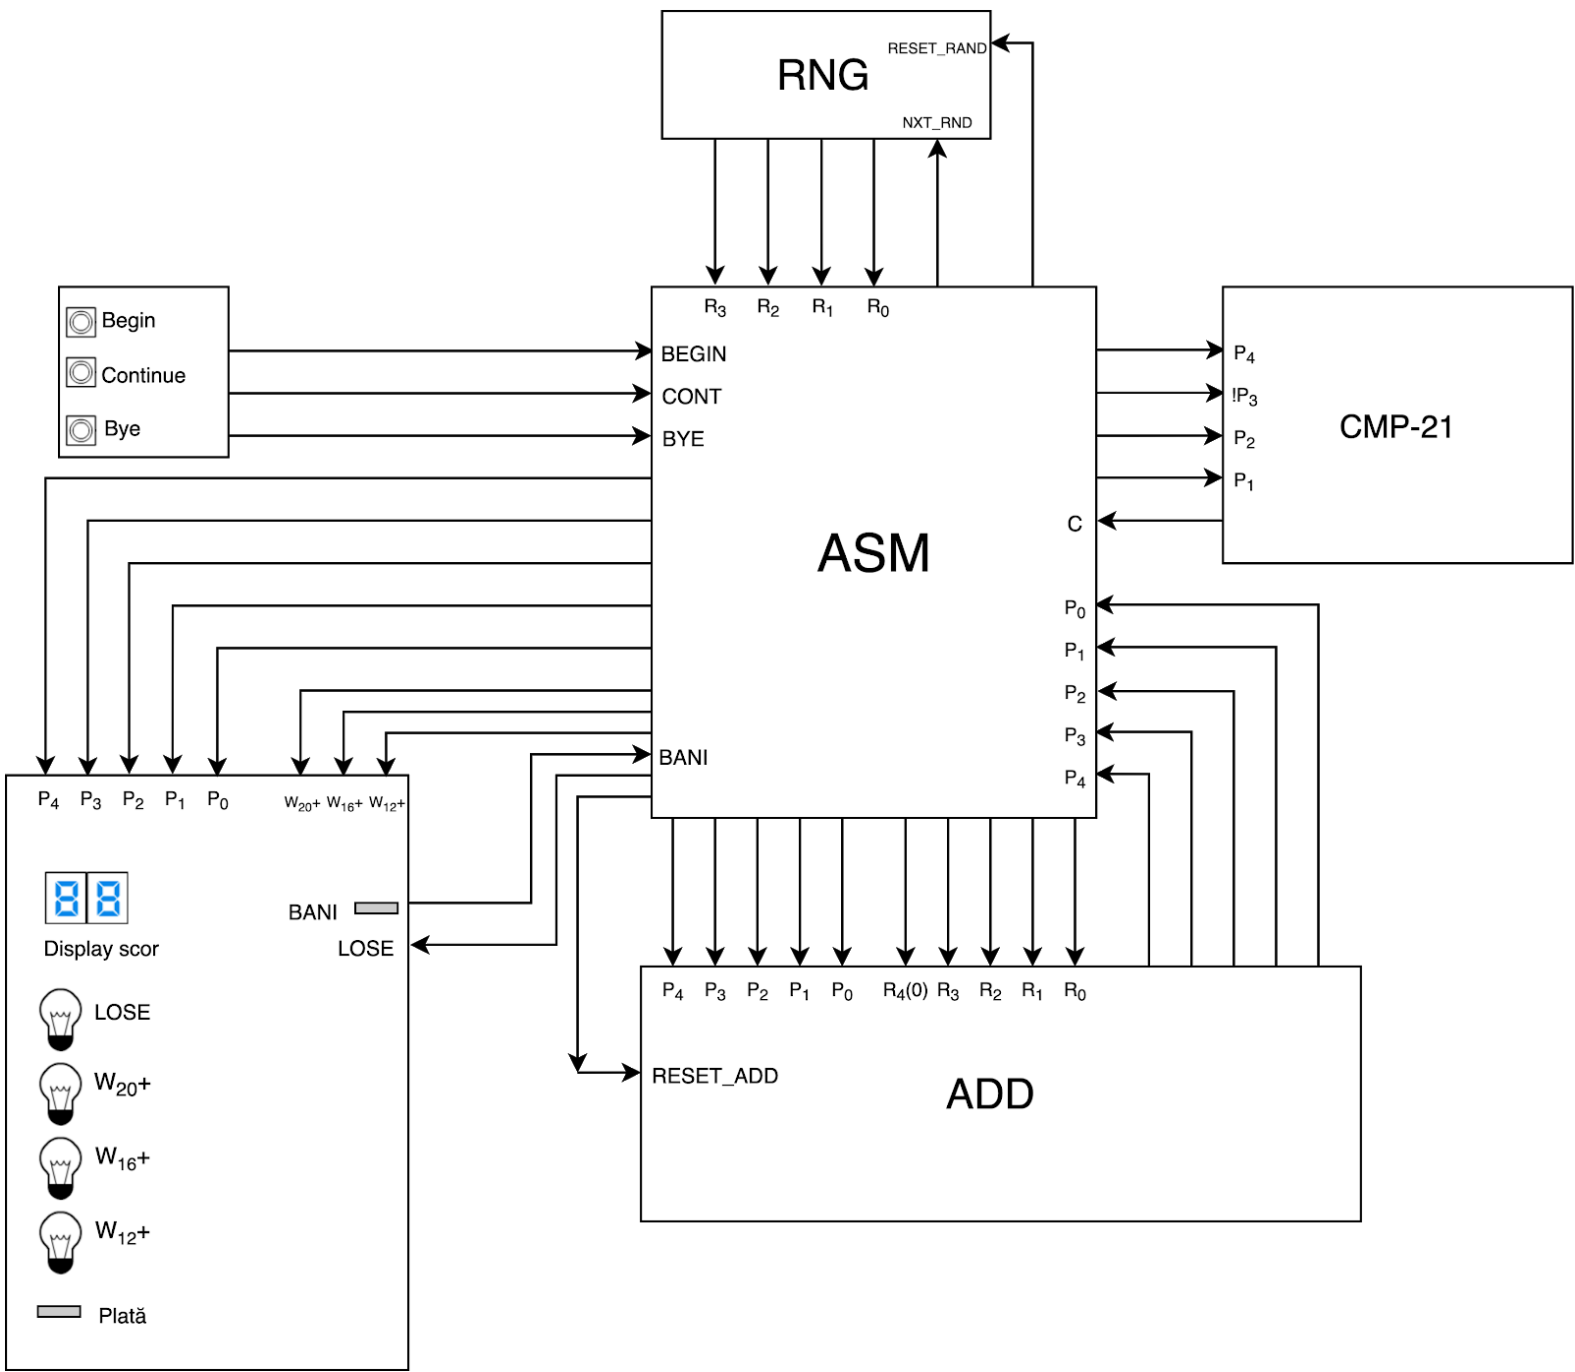 RNG
RESET_RAND
NXT_RND
R3 R2 R1 R0
Begin
Continue
Bye
BEGIN
CONT
BYE
ASM
C
P0
P1
P2
P3
P4
BANI
P4
!P3
P2
P1
CMP-21
P4 P3 P2 P1 P0 W20+ W16+ W12+
88
Display scor
BANI
LOSE
LOSE
W20+
W16+
W12+
Plată
P4 P3 P2 P1 P0 R4(0) R3 R2 R1 R0
RESET_ADD
ADD